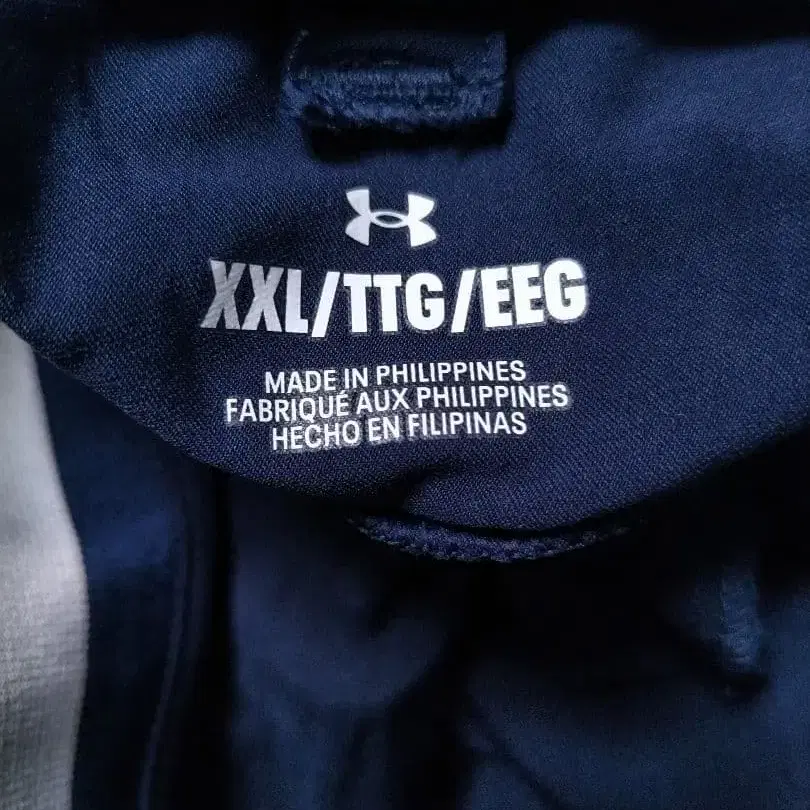 XXL/TTG/EEG
MADE IN PHILIPPINES
FABRIQUÉ AUX PHILIPPINES
HECHO EN FILIPINAS